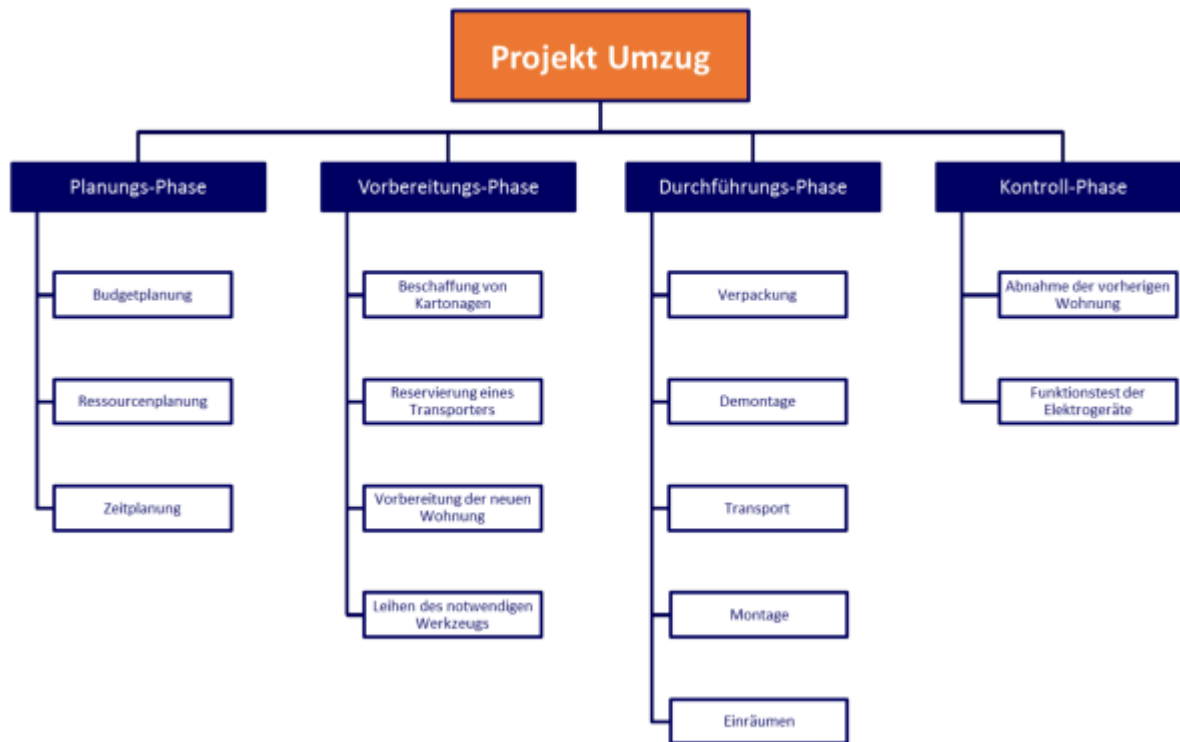 Projekt Umzug
Planungs-Phase
Budgetplanung
Ressourcenplanung
Zeitplanung
Vorbereitungs-Phase
Beschaffung von
Kartonagen
Reservierung eines
Transporters
Vorbereitung der neuen
Wohnung
Leihen des notwendigen
Werkzeugs
Durchführungs-Phase
Verpackung
Demontage
Transport
Montage
Einräumen
Kontroll-Phase
Abnahme der vorherigen
Wohnung
Funktionstest der
Elektrogeräte